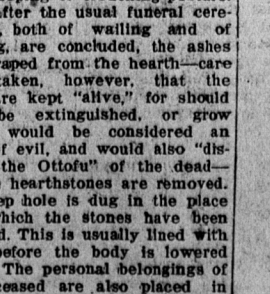 after the usual funeral cere-
, both of wailing and of
g, are concluded, the ashes
raped from the hearth—care
taken, however, that the
re kept "alive," for should
be extinguished, or grow
would be considered an
f evil, and would also "dis-
the Ottofu" of the dead—
hearthstones are removed.
ep hole is dug in the place
which the stones have been
d. This is usually lined with
before the body is lowered
The personal belongings of
ceased are also placed in